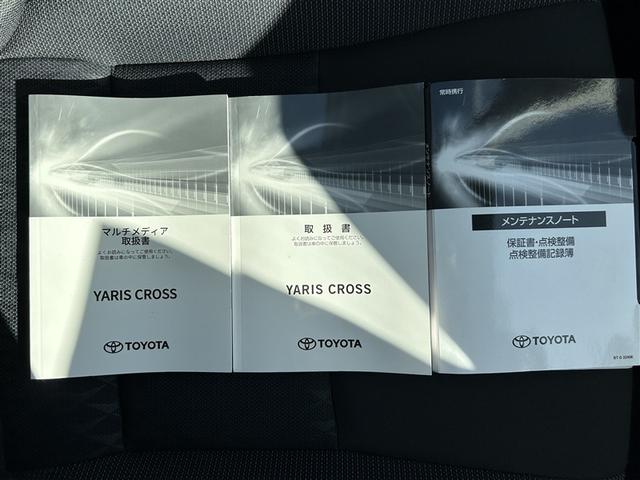 マルチメディア
取扱書
よくお読みになってご使用ください。
取扱書は車の中に保管しましょう。
YARIS CROSS
TOYOTA
取扱書
よくお読みになってご使用ください。
取扱書は車の中に保管しましょう。
YARIS CROSS
TOYOTA
常時携行
メンテナンスノート
保証書・点検整備
点検整備記録簿
TOYOTA